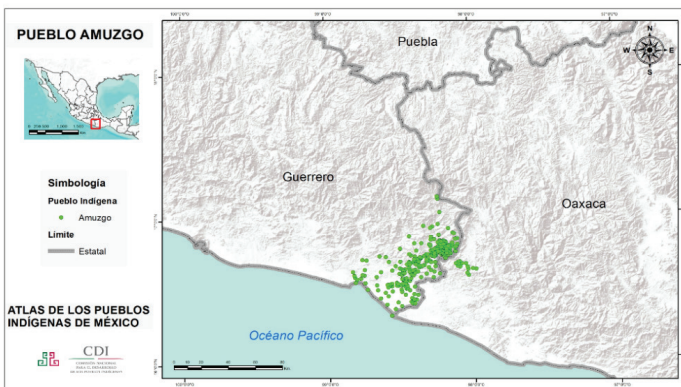 PUEBLO AMUZGO
Simbología
Pueblo Indígena
Amuzgo
Limite
Estatal
ATLAS DE LOS PUEBLOS
INDÍGENAS DE MÉXICO
CDI
Puebla
Guerrero
Oaxaca
Océano Pacífico
N
W E
S